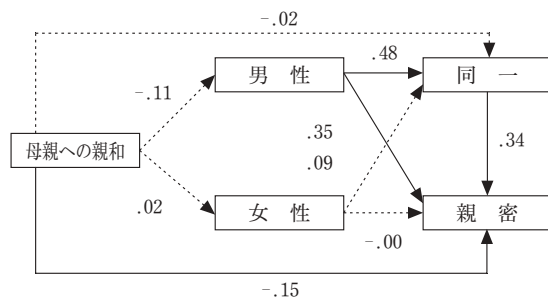 -.02
.48
男 性
同 一
-.11
.35
.34
母親への親和
.09
.02
女 性
親 密
-.00
-.15